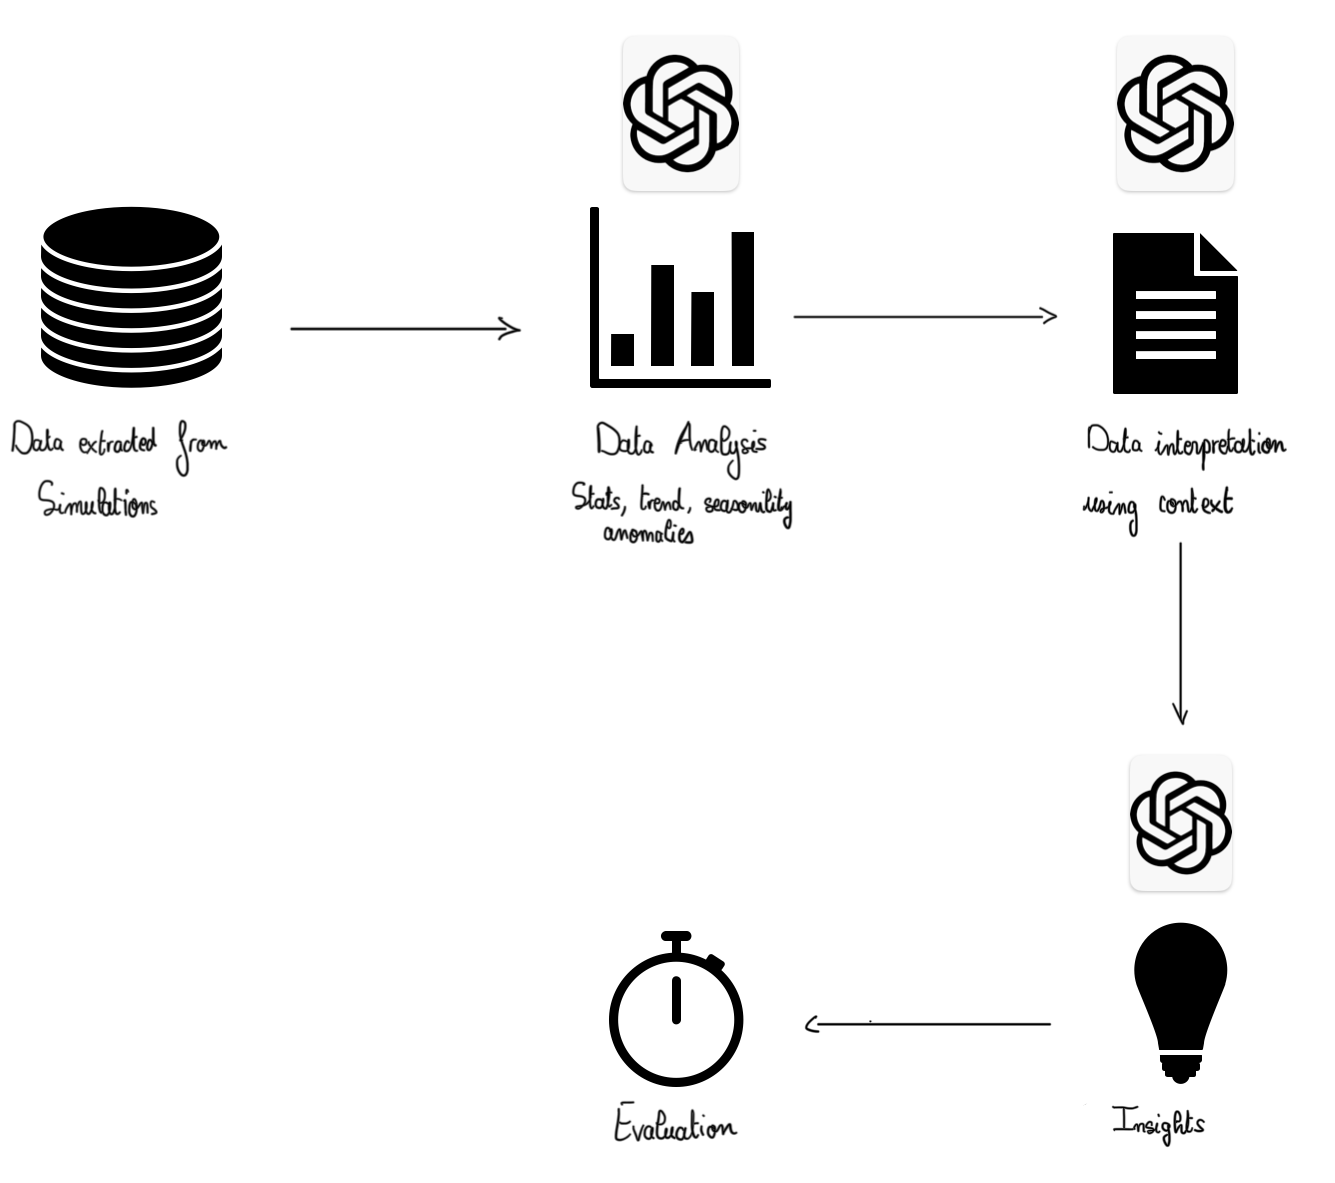 Data extracted from
Simulations
Data Analysis
Stats, trend, seasonility
anomalies
Data interpretation
using context
Insights
Evaluation